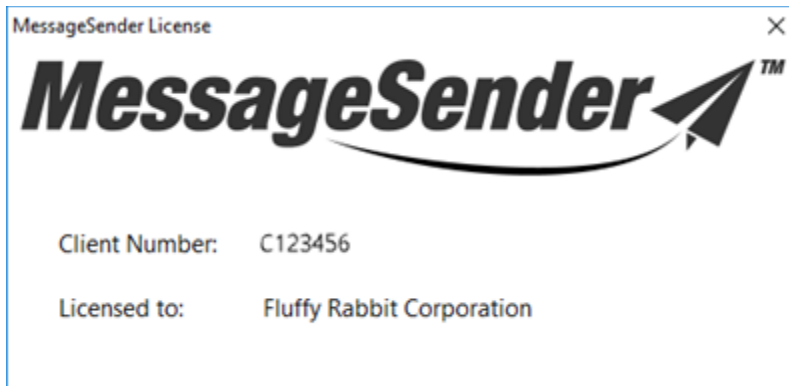 MessageSender License
MessageSender™
Client Number: C123456
Licensed to: Fluffy Rabbit Corporation